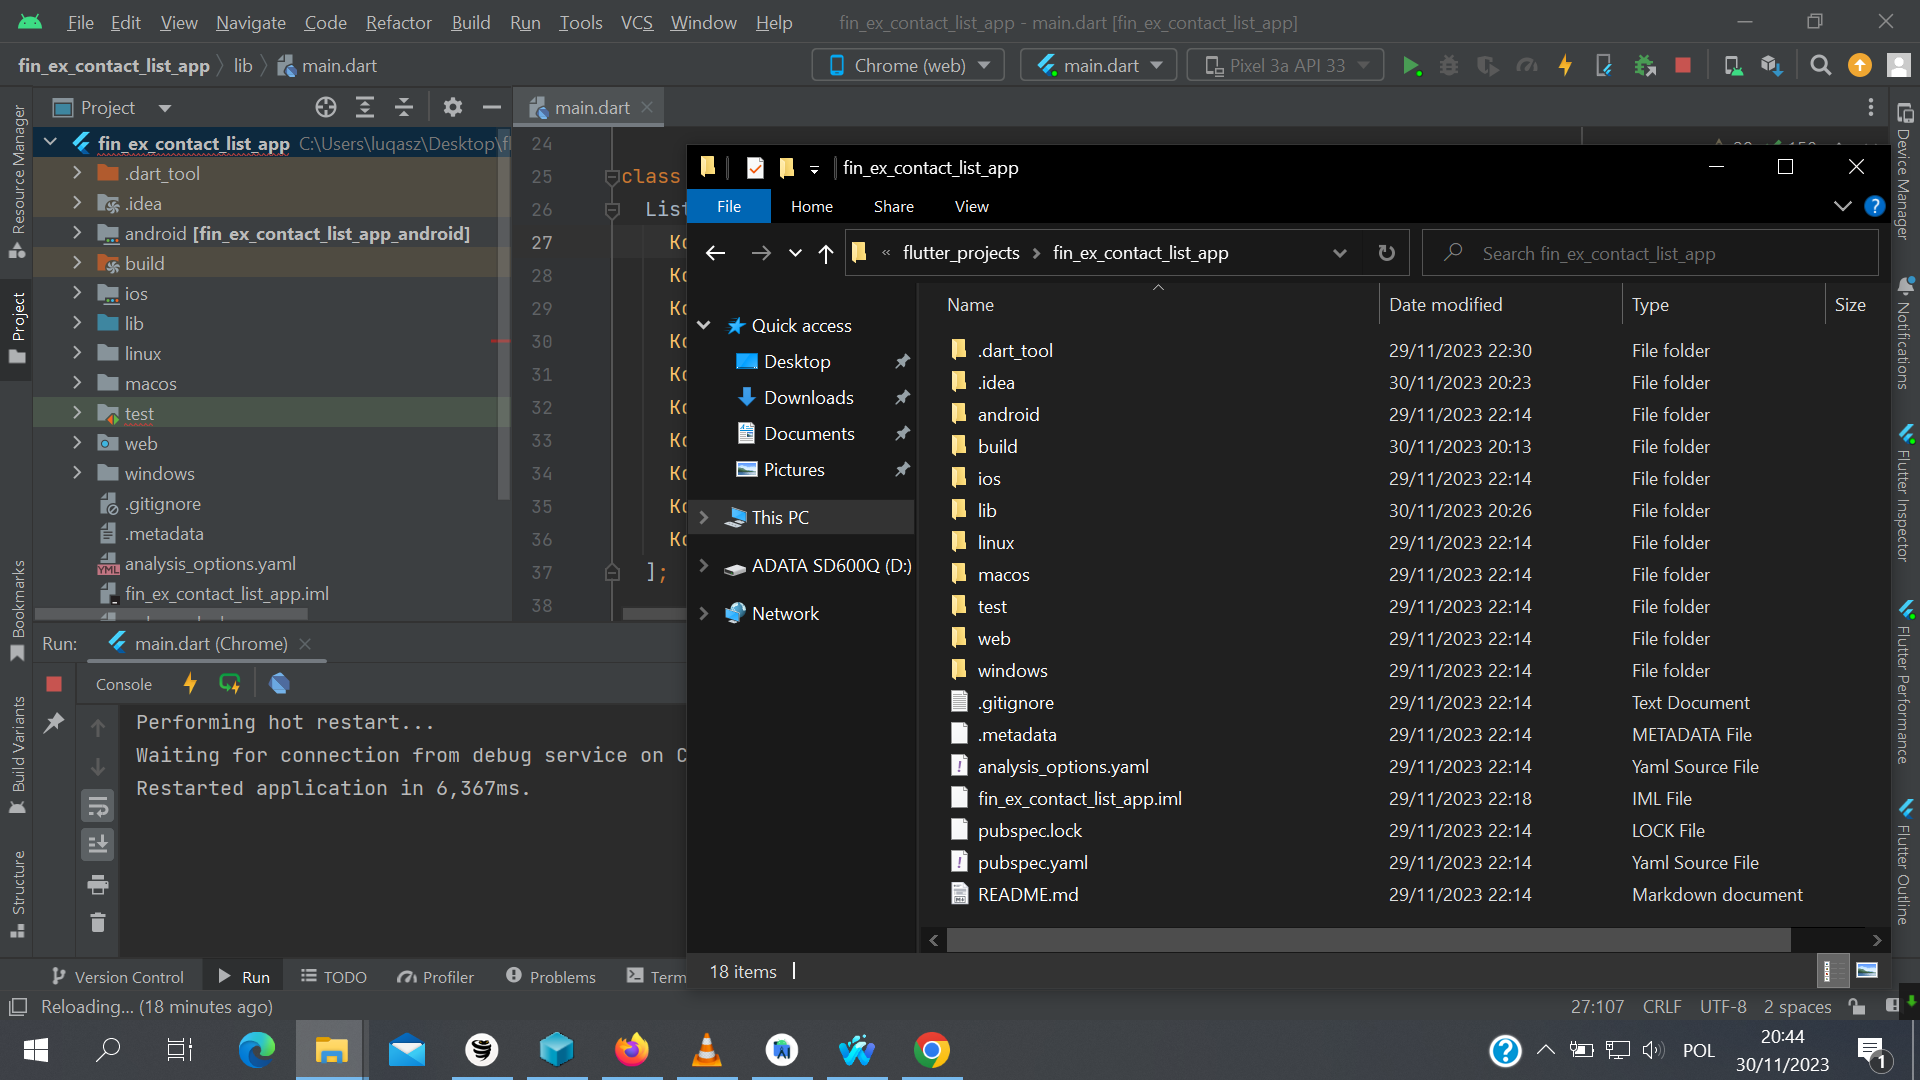 File Edit View Navigate Code Refactor Build Run Tools VCS Window Help fin_ex_contact_list_app - main.dart [fin_ex_contact_list_app]
fin_ex_contact_list_app lib main.dart Chrome (web) main.dart Pixel 3a API 33
Resource Manager
Project
Bookmarks
Build Variants
Structure
Project
fin_ex_contact_list_app C:\Users\luqasz\Desktop\fl
.dart_tool
.idea
android [fin_ex_contact_list_app_android]
build
ios
lib
linux
macos
test
web
windows
.gitignore
.metadata
analysis_options.yaml
fin_ex_contact_list_app.iml
main.dart
24
25 class
26 List
27 Ko
28 Ko
29 Ko
30 Ko
31 Ko
32 Ko
33 Ko
34 Ko
35 Ko
36 Ko
37 ];
38
fin_ex_contact_list_app
File Home Share View
« flutter_projects > fin_ex_contact_list_app Search fin_ex_contact_list_app
Quick access
Desktop
Downloads
Documents
Pictures
This PC
ADATA SD600Q (D:)
Network
Name Date modified Type Size
.dart_tool 29/11/2023 22:30 File folder
.idea 30/11/2023 20:23 File folder
android 29/11/2023 22:14 File folder
build 30/11/2023 20:13 File folder
ios 29/11/2023 22:14 File folder
lib 30/11/2023 20:26 File folder
linux 29/11/2023 22:14 File folder
macos 29/11/2023 22:14 File folder
test 29/11/2023 22:14 File folder
web 29/11/2023 22:14 File folder
windows 29/11/2023 22:14 File folder
.gitignore 29/11/2023 22:14 Text Document
.metadata 29/11/2023 22:14 METADATA File
analysis_options.yaml 29/11/2023 22:14 Yaml Source File
fin_ex_contact_list_app.iml 29/11/2023 22:18 IML File
pubspec.lock 29/11/2023 22:14 LOCK File
pubspec.yaml 29/11/2023 22:14 Yaml Source File
README.md 29/11/2023 22:14 Markdown document
18 items
Device Manager
Notifications
Flutter Inspector
Flutter Performance
Flutter Outline
Run: main.dart (Chrome)
Console
Performing hot restart...
Waiting for connection from debug service on C
Restarted application in 6,367ms.
Version Control Run TODO Profiler Problems Term
Reloading... (18 minutes ago) 27:107 CRLF UTF-8 2 spaces
POL 20:44
30/11/2023
1